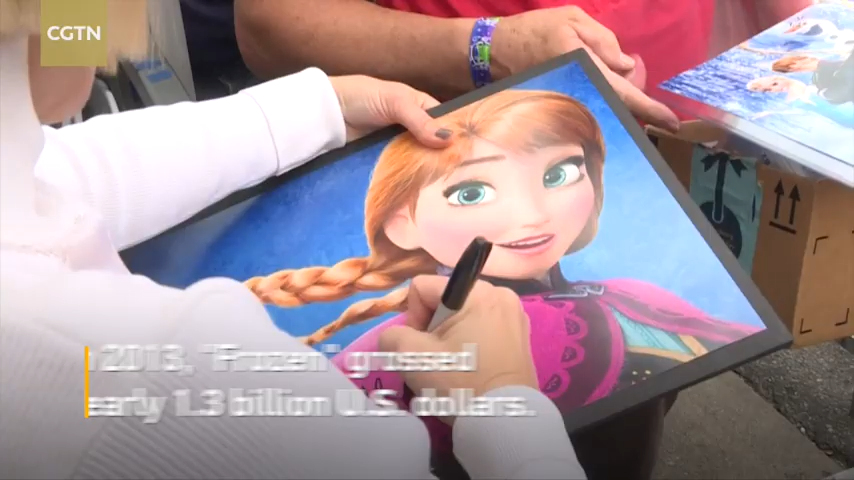 CGTN
2013, "Frozen" grossed
early 1.3 billion U.S. dollars.